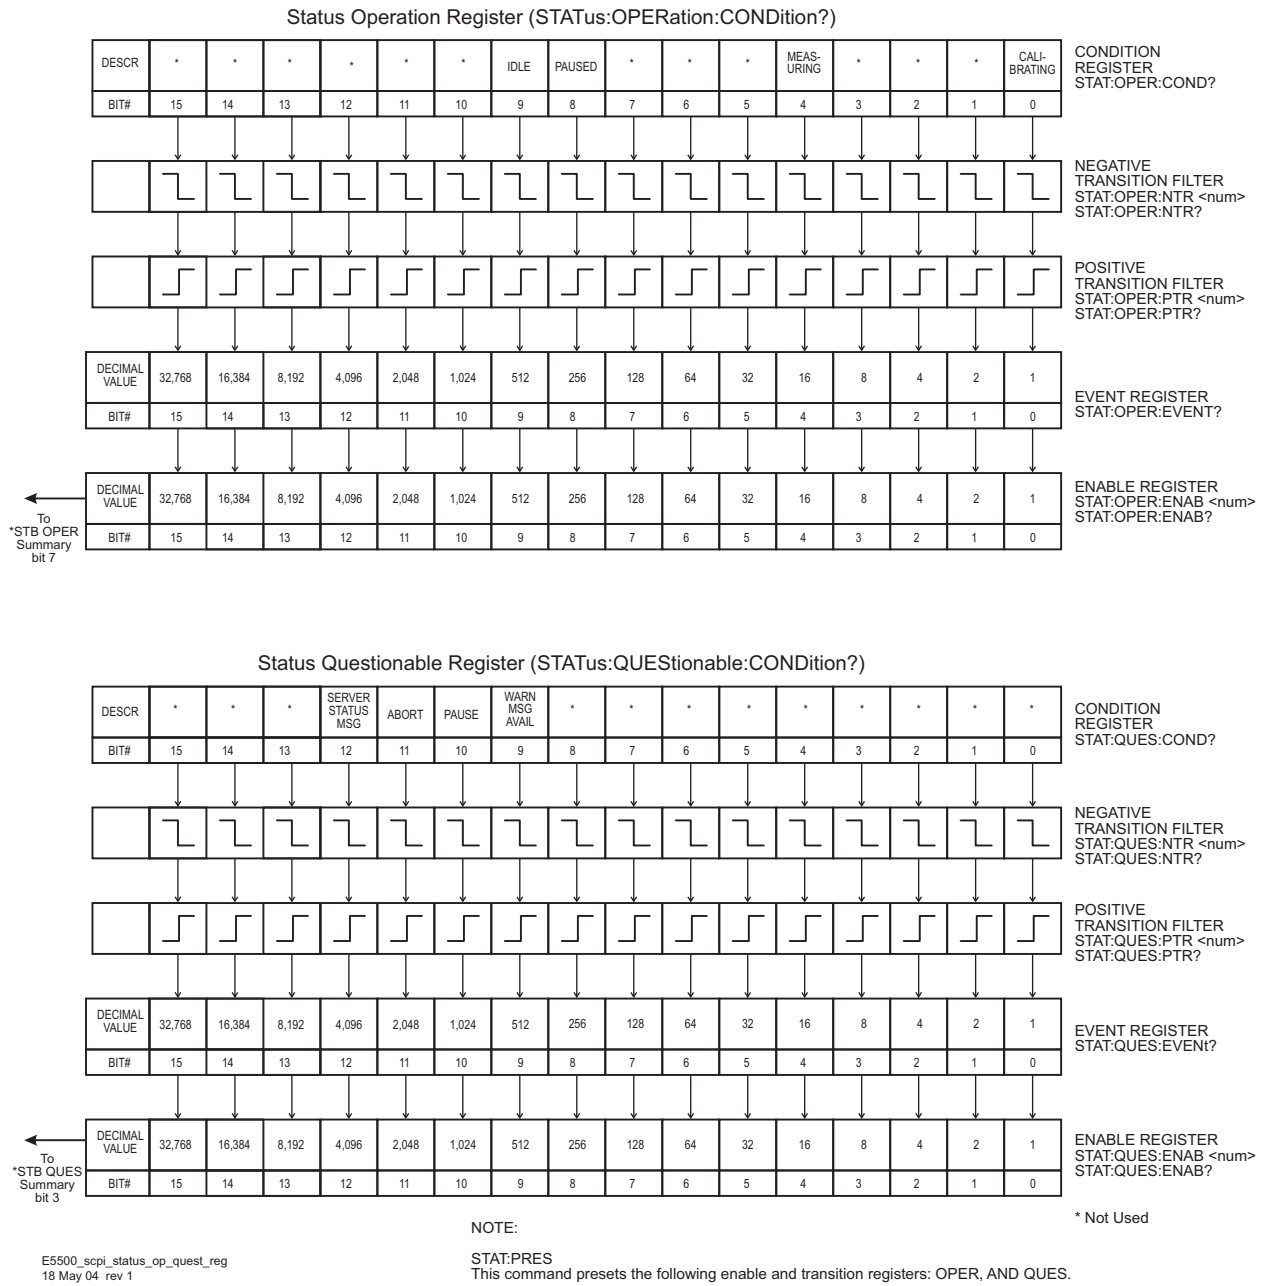 Status Operation Register (STATus:OPERation:CONDition?)
DESCR * * * * * * IDLE PAUSED * * * MEAS-URING * * * CALI-BRATING
BIT# 15 14 13 12 11 10 9 8 7 6 5 4 3 2 1 0
CONDITION
REGISTER
STAT:OPER:COND?
NEGATIVE
TRANSITION FILTER
STAT:OPER:NTR <num>
STAT:OPER:NTR?
POSITIVE
TRANSITION FILTER
STAT:OPER:PTR <num>
STAT:OPER:PTR?
DECIMAL VALUE 32,768 16,384 8,192 4,096 2,048 1,024 512 256 128 64 32 16 8 4 2 1
BIT# 15 14 13 12 11 10 9 8 7 6 5 4 3 2 1 0
EVENT REGISTER
STAT:OPER:EVENT?
DECIMAL VALUE 32,768 16,384 8,192 4,096 2,048 1,024 512 256 128 64 32 16 8 4 2 1
BIT# 15 14 13 12 11 10 9 8 7 6 5 4 3 2 1 0
ENABLE REGISTER
STAT:OPER:ENAB <num>
STAT:OPER:ENAB?
To
*STB OPER
Summary
bit 7
Status Questionable Register (STATus:QUEStionable:CONDition?)
DESCR * * * SERVER STATUS MSG ABORT PAUSE WARN MSG AVAIL * * * * * * * * *
BIT# 15 14 13 12 11 10 9 8 7 6 5 4 3 2 1 0
CONDITION
REGISTER
STAT:QUES:COND?
NEGATIVE
TRANSITION FILTER
STAT:QUES:NTR <num>
STAT:QUES:NTR?
POSITIVE
TRANSITION FILTER
STAT:QUES:PTR <num>
STAT:QUES:PTR?
DECIMAL VALUE 32,768 16,384 8,192 4,096 2,048 1,024 512 256 128 64 32 16 8 4 2 1
BIT# 15 14 13 12 11 10 9 8 7 6 5 4 3 2 1 0
EVENT REGISTER
STAT:QUES:EVENt?
DECIMAL VALUE 32,768 16,384 8,192 4,096 2,048 1,024 512 256 128 64 32 16 8 4 2 1
BIT# 15 14 13 12 11 10 9 8 7 6 5 4 3 2 1 0
ENABLE REGISTER
STAT:QUES:ENAB <num>
STAT:QUES:ENAB?
To
*STB QUES
Summary
bit 3
* Not Used
NOTE:
STAT:PRES
This command presets the following enable and transition registers: OPER, AND QUES.
E5500_scpi_status_op_quest_reg
18 May 04 rev 1